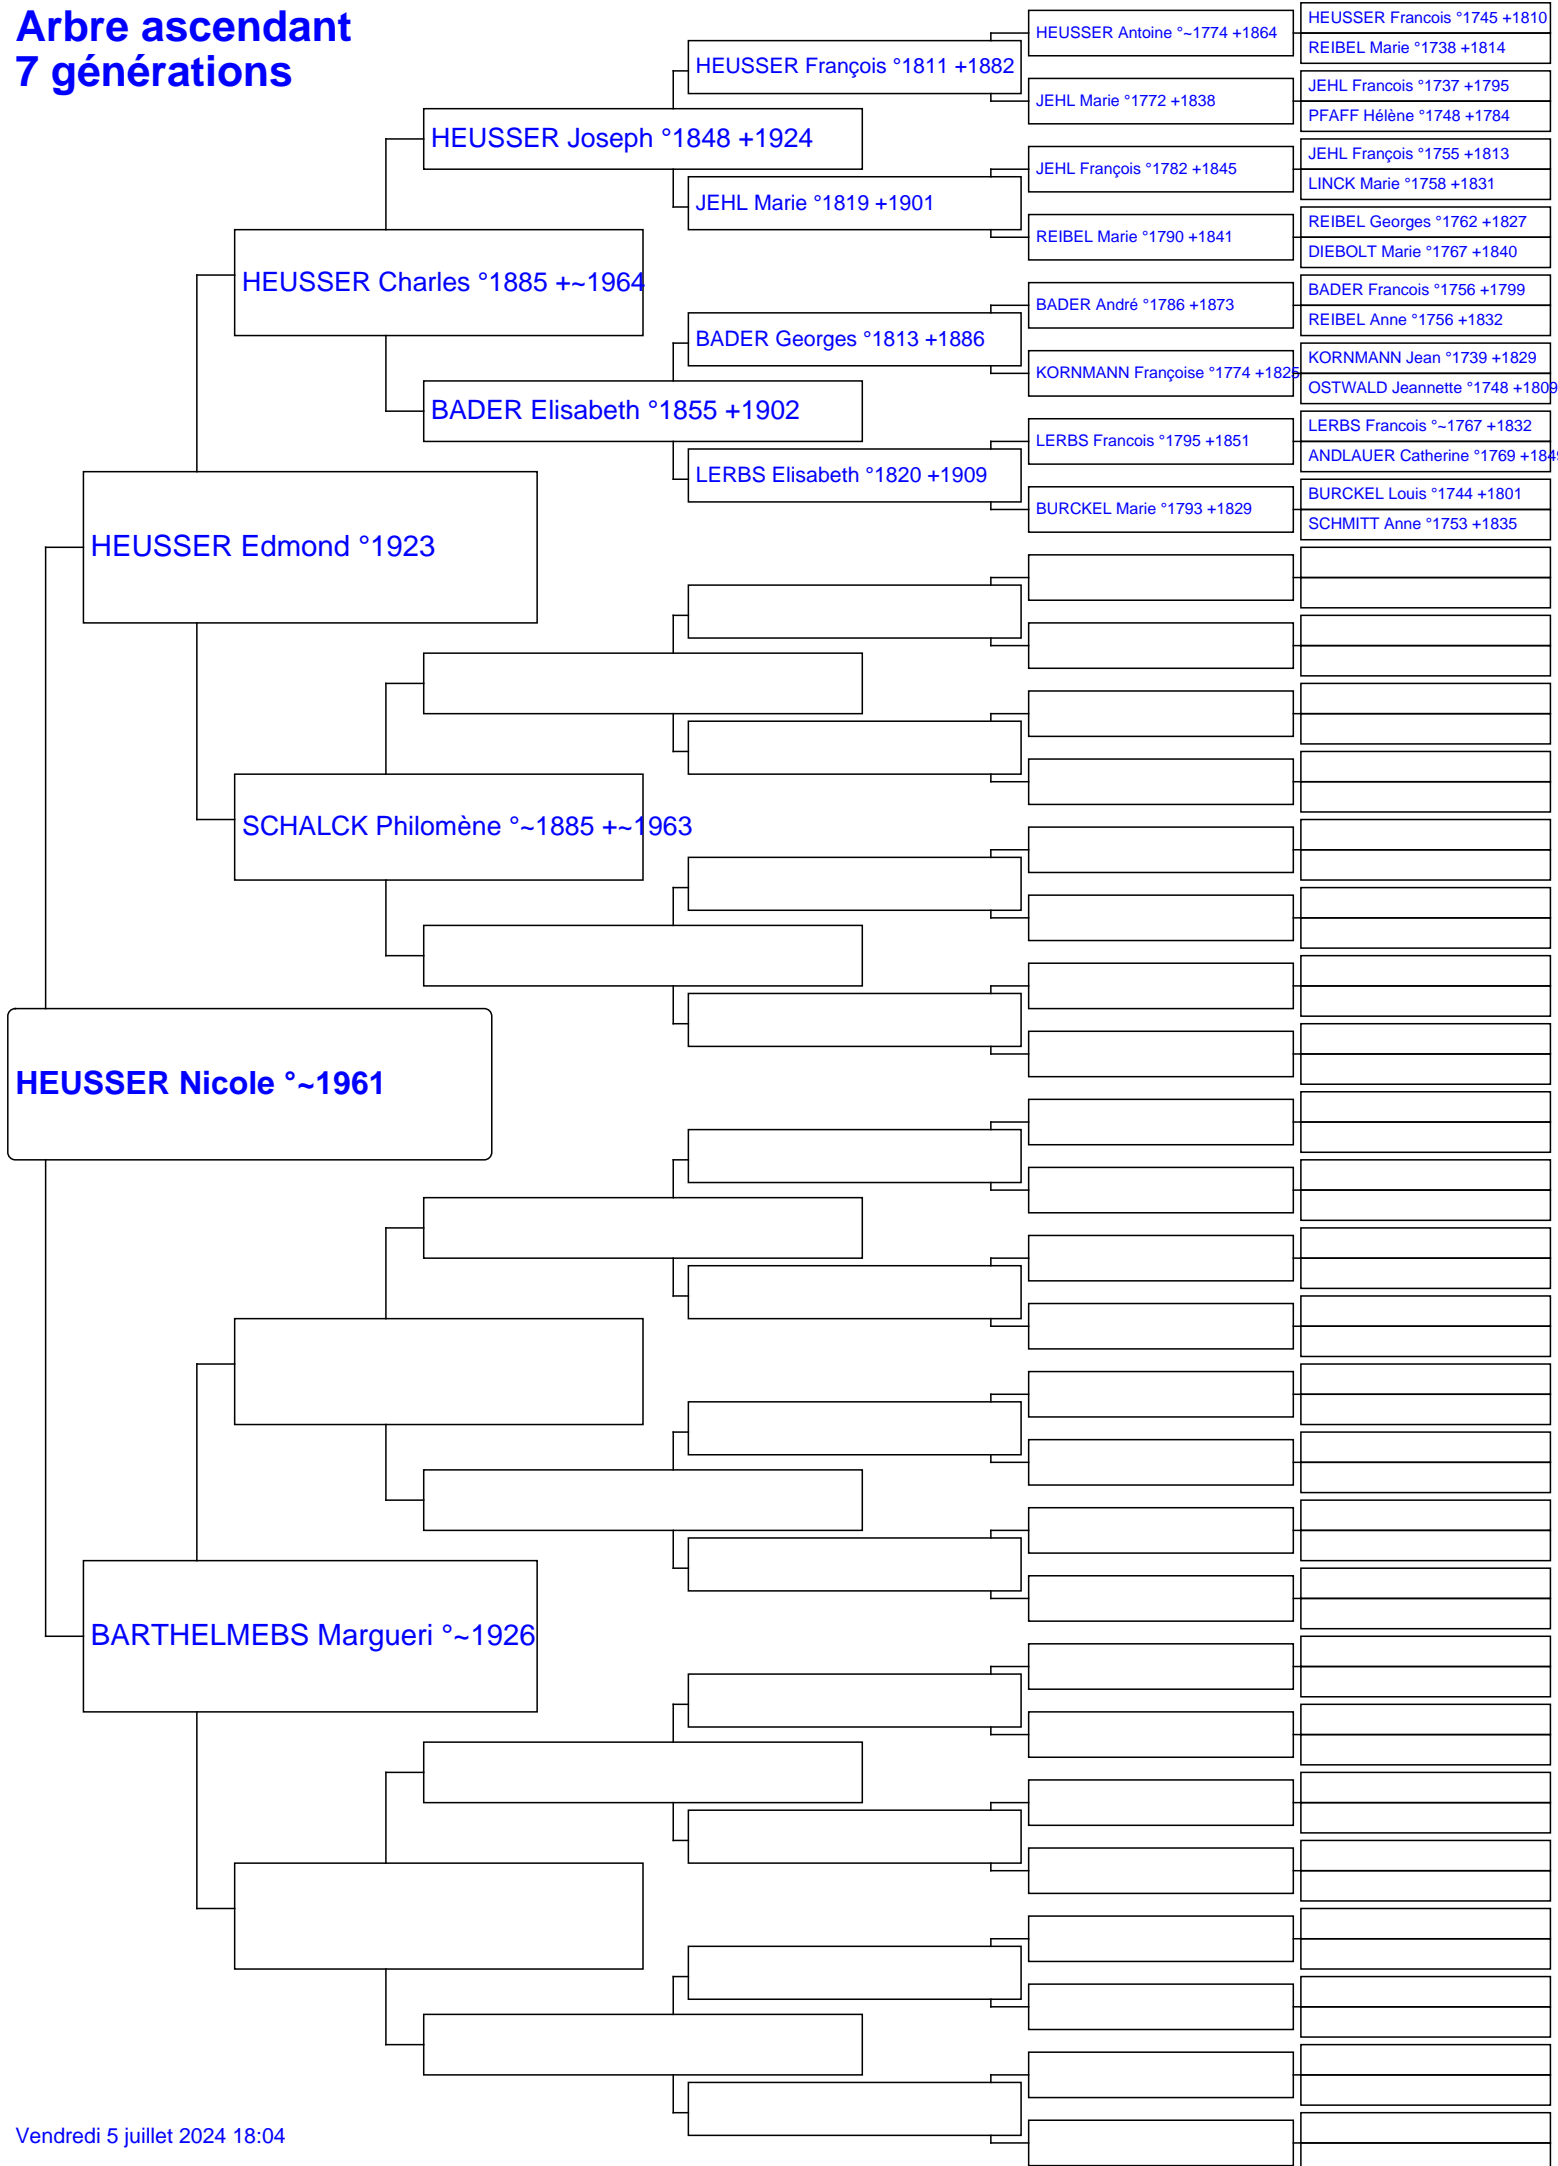 Arbre ascendant
7 générations
HEUSSER Nicole °~1961
HEUSSER Edmond °1923
BARTHELMEBS Margueri °~1926
HEUSSER Charles °1885 +~1964
SCHALCK Philomène °~1885 +~1963
HEUSSER Joseph °1848 +1924
BADER Elisabeth °1855 +1902
HEUSSER François °1811 +1882
JEHL Marie °1819 +1901
BADER Georges °1813 +1886
LERBS Elisabeth °1820 +1909
HEUSSER Antoine °~1774 +1864
JEHL Marie °1772 +1838
JEHL François °1782 +1845
REIBEL Marie °1790 +1841
BADER André °1786 +1873
KORNMANN Françoise °1774 +1825
LERBS Francois °1795 +1851
BURCKEL Marie °1793 +1829
HEUSSER Francois °1745 +1810
REIBEL Marie °1738 +1814
JEHL Francois °1737 +1795
PFAFF Hélène °1748 +1784
JEHL François °1755 +1813
LINCK Marie °1758 +1831
REIBEL Georges °1762 +1827
DIEBOLT Marie °1767 +1840
BADER Francois °1756 +1799
REIBEL Anne °1756 +1832
KORNMANN Jean °1739 +1829
OSTWALD Jeannette °1748 +1809
LERBS Francois °~1767 +1832
ANDLAUER Catherine °1769 +1849
BURCKEL Louis °1744 +1801
SCHMITT Anne °1753 +1835
Vendredi 5 juillet 2024 18:04